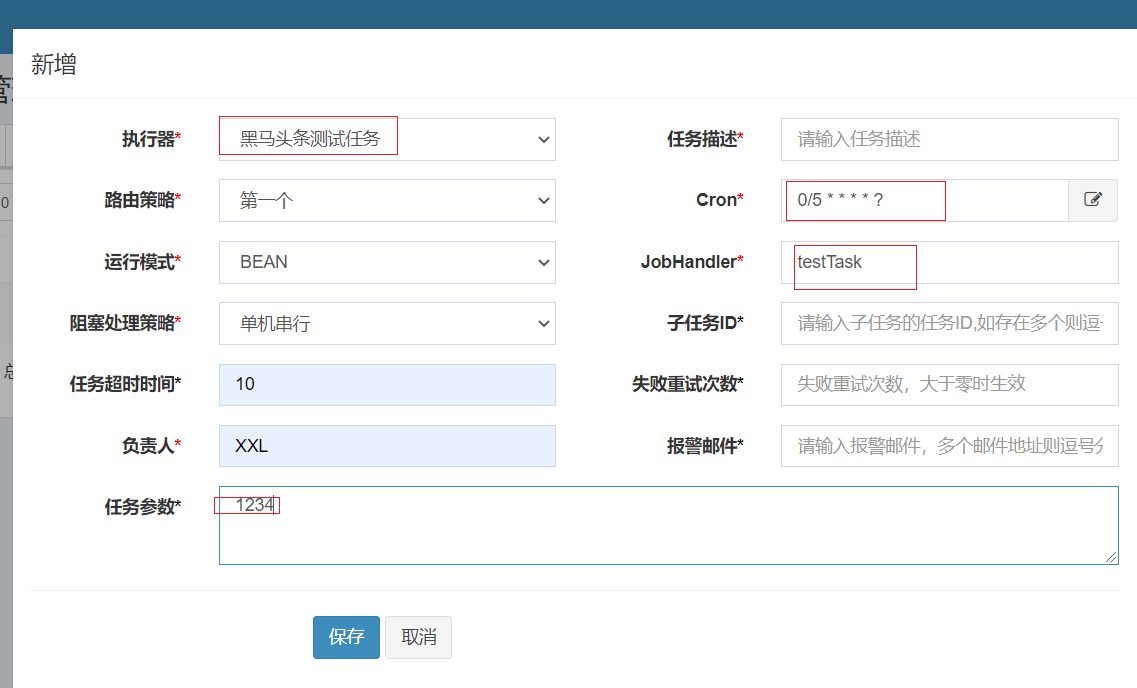 新增
执行器* 黑马头条测试任务 任务描述* 请输入任务描述
路由策略* 第一个 Cron* 0/5 * * * * ?
运行模式* BEAN JobHandler* testTask
阻塞处理策略* 单机串行 子任务ID* 请输入子任务的任务ID,如存在多个则逗
任务超时时间* 10 失败重试次数* 失败重试次数，大于零时生效
负责人* XXL 报警邮件* 请输入报警邮件，多个邮件地址则逗号分
任务参数* 1234
保存 取消